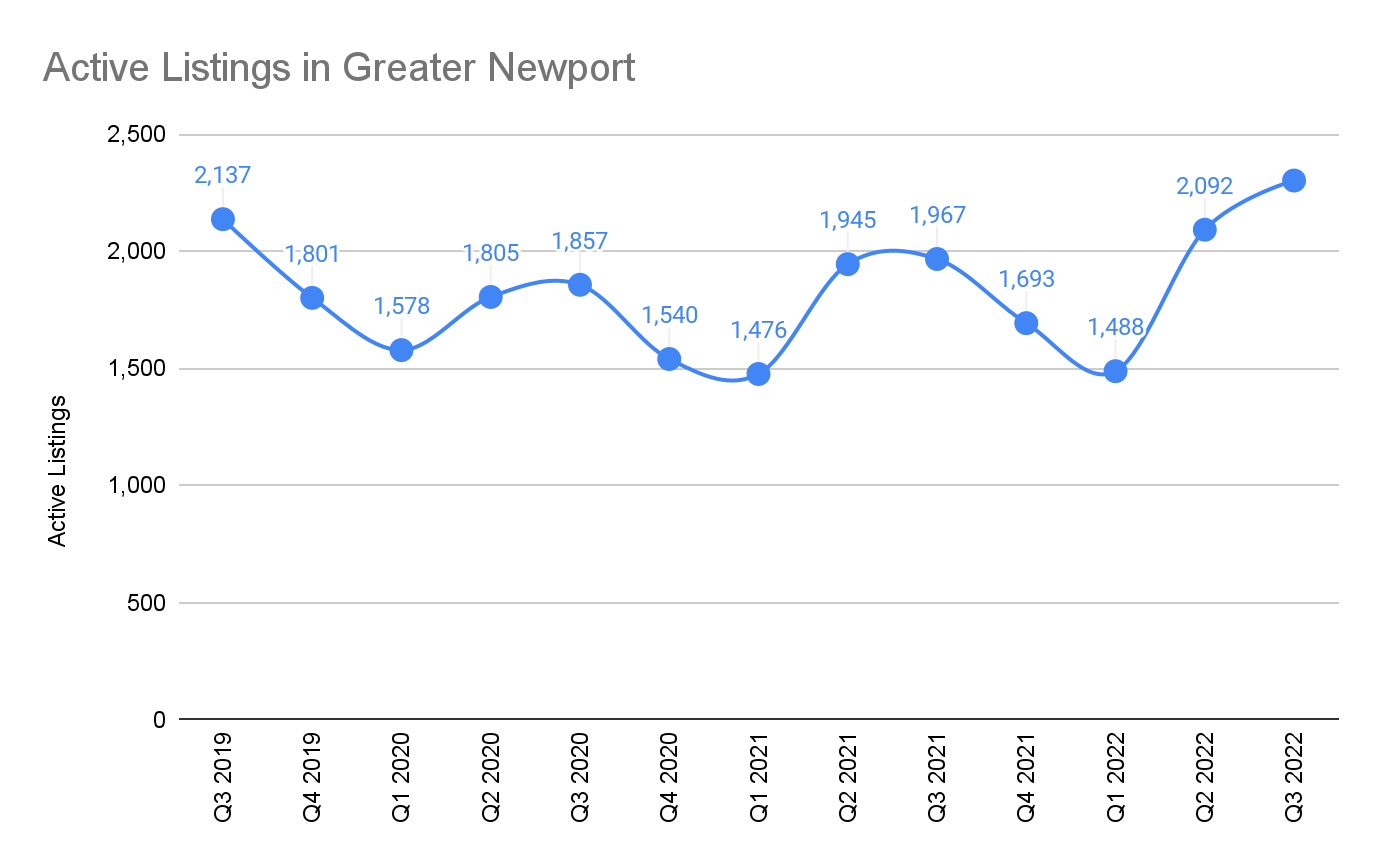 Active Listings in Greater Newport
Active Listings
2,500
2,000
1,500
1,000
500
0
2,137
1,801
1,578
1,805
1,857
1,540
1,476
1,945
1,967
1,693
1,488
2,092
Q3 2019
Q4 2019
Q1 2020
Q2 2020
Q3 2020
Q4 2020
Q1 2021
Q2 2021
Q3 2021
Q4 2021
Q1 2022
Q2 2022
Q3 2022